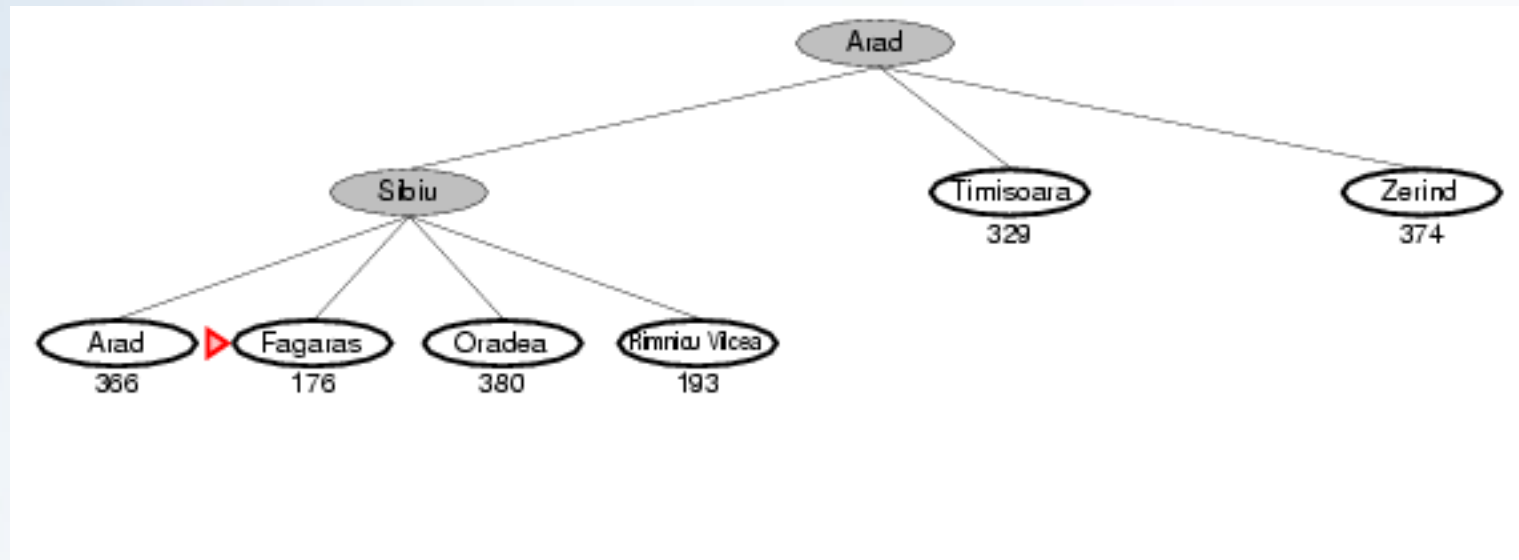 Arad
Sibiu
Timisoara
Zerind
329
374
Arad
Fagaras
Oradea
Rimnicu Vilcea
366
176
380
193